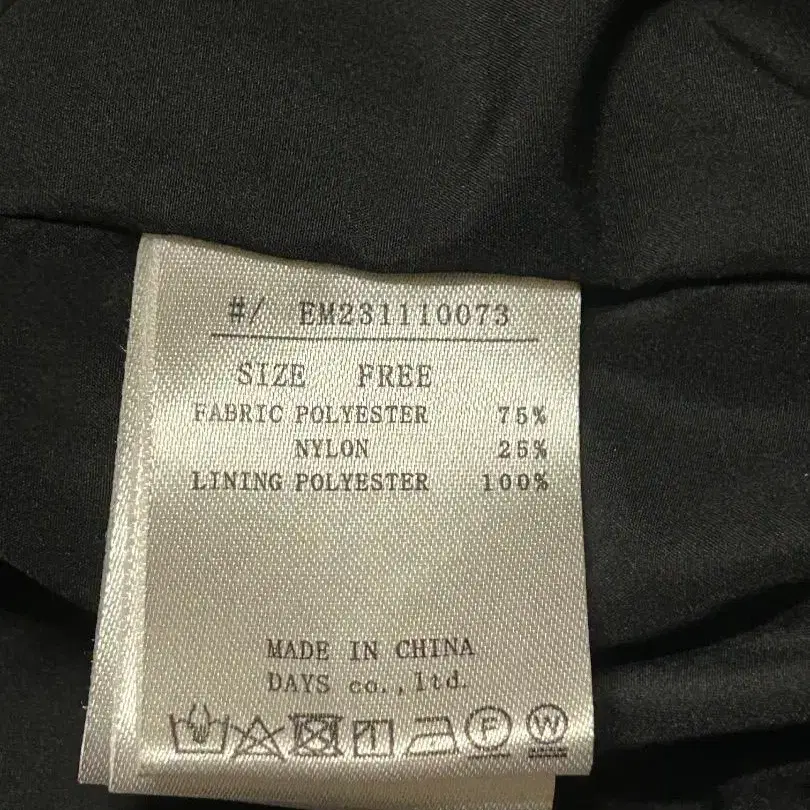 #/ EM231110073
SIZE FREE
FABRIC POLYESTER 75%
NYLON 25%
LINING POLYESTER 100%
MADE IN CHINA
DAYS co.,ltd.
F W